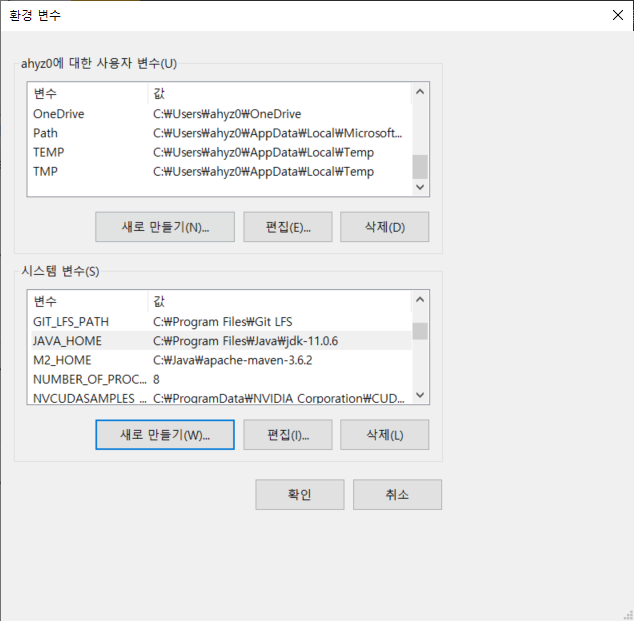 환경 변수
ahyz0에 대한 사용자 변수(U)
변수 값
OneDrive C:\Users\ahyz0\OneDrive
Path C:\Users\ahyz0\AppData\Local\Microsoft...
TEMP C:\Users\ahyz0\AppData\Local\Temp
TMP C:\Users\ahyz0\AppData\Local\Temp
새로 만들기(N)... 편집(E)... 삭제(D)
시스템 변수(S)
변수 값
GIT_LFS_PATH C:\Program Files\Git LFS
JAVA_HOME C:\Program Files\Java\jdk-11.0.6
M2_HOME C:\Java\apache-maven-3.6.2
NUMBER_OF_PROC... 8
NVCUDASAMPLES_... C:\ProgramData\NVIDIA Corporation\CUD...
새로 만들기(W)... 편집(I)... 삭제(L)
확인 취소